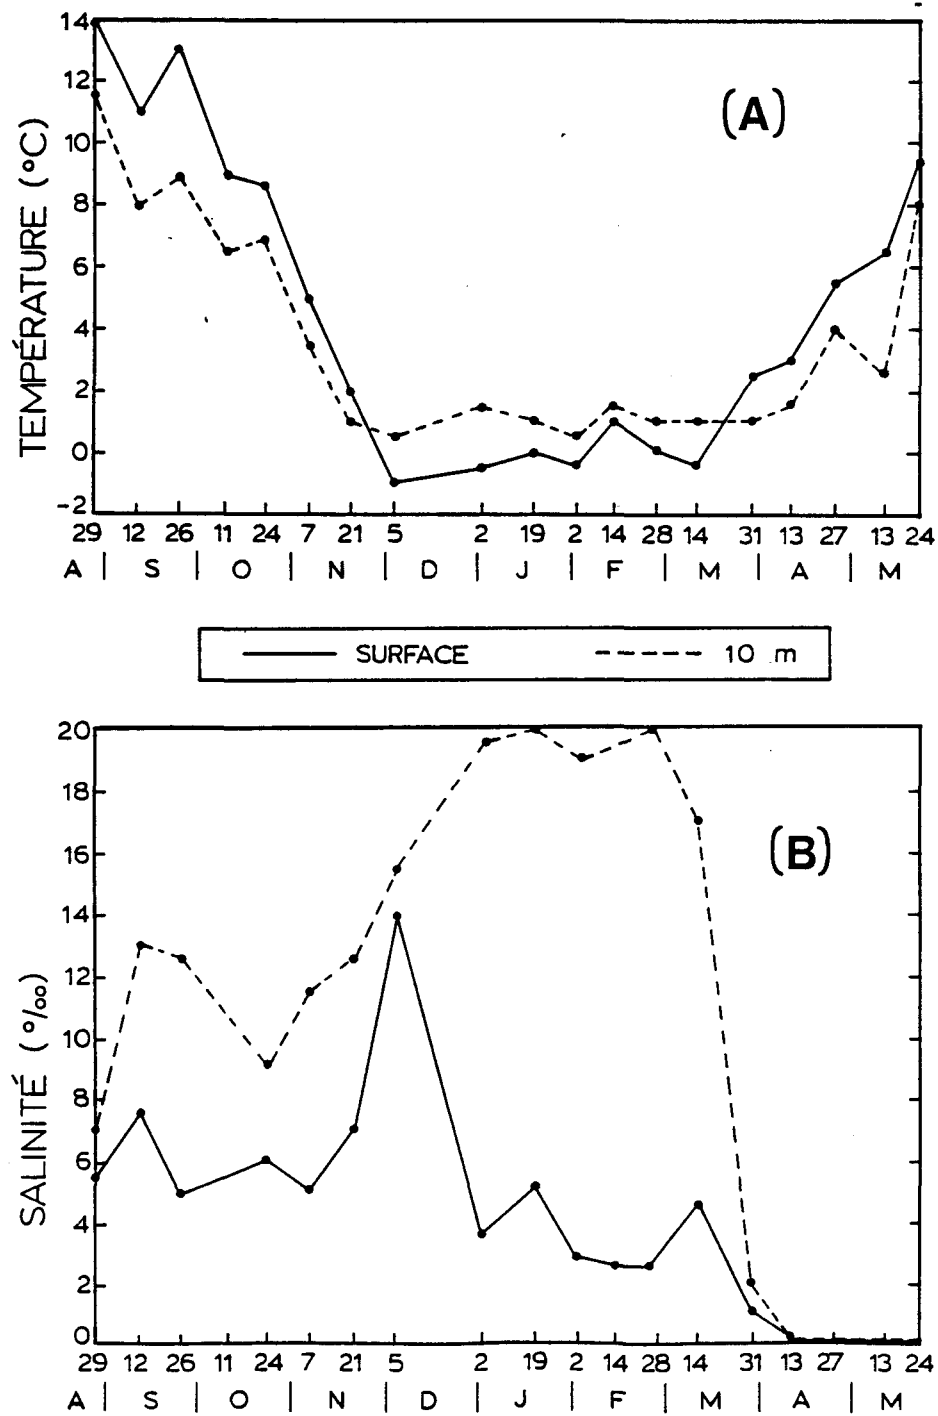 14
12
10
8
6
4
2
0
-2
TEMPÉRATURE (°C)
(A)
29 12 26 11 24 7 21 5 2 19 2 14 28 14 31 13 27 13 24
A | S | O | N | D | J | F | M | A | M
SURFACE 10 m
20
18
16
14
12
10
8
6
4
2
0
SALINITÉ (‰)
(B)
29 12 26 11 24 7 21 5 2 19 2 14 28 14 31 13 27 13 24
A | S | O | N | D | J | F | M | A | M